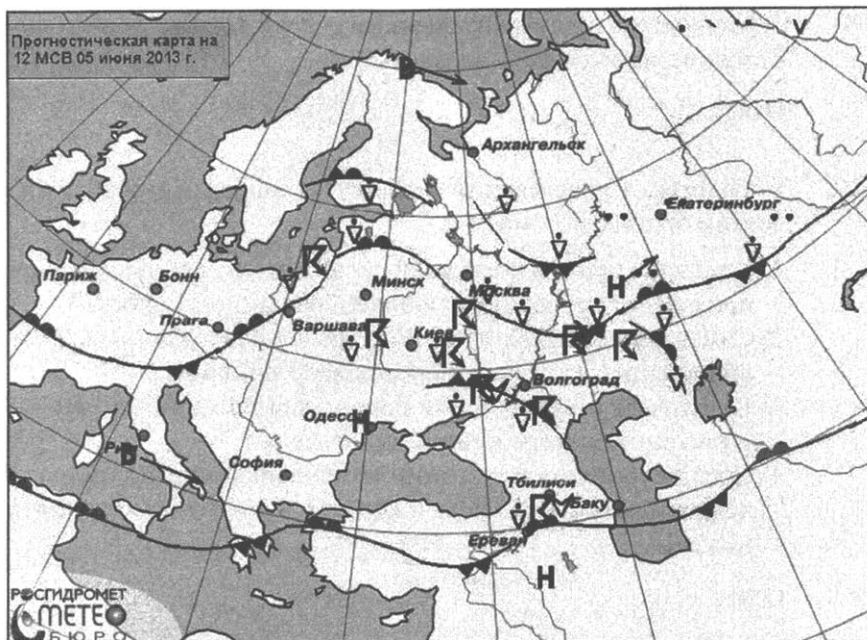 Прогностическая карта на
12 МСВ 05 июня 2013 г.
В
Архангельск
Екатеринбург
Н
Париж
Бонн
Минск
Москва
Прага
Варшава
Киев
Волгоград
Одесса
Н
В
София
Тбилиси
Баку
Ереван
Н
РОСГИДРОМЕТ
МЕТЕО
БЮРО